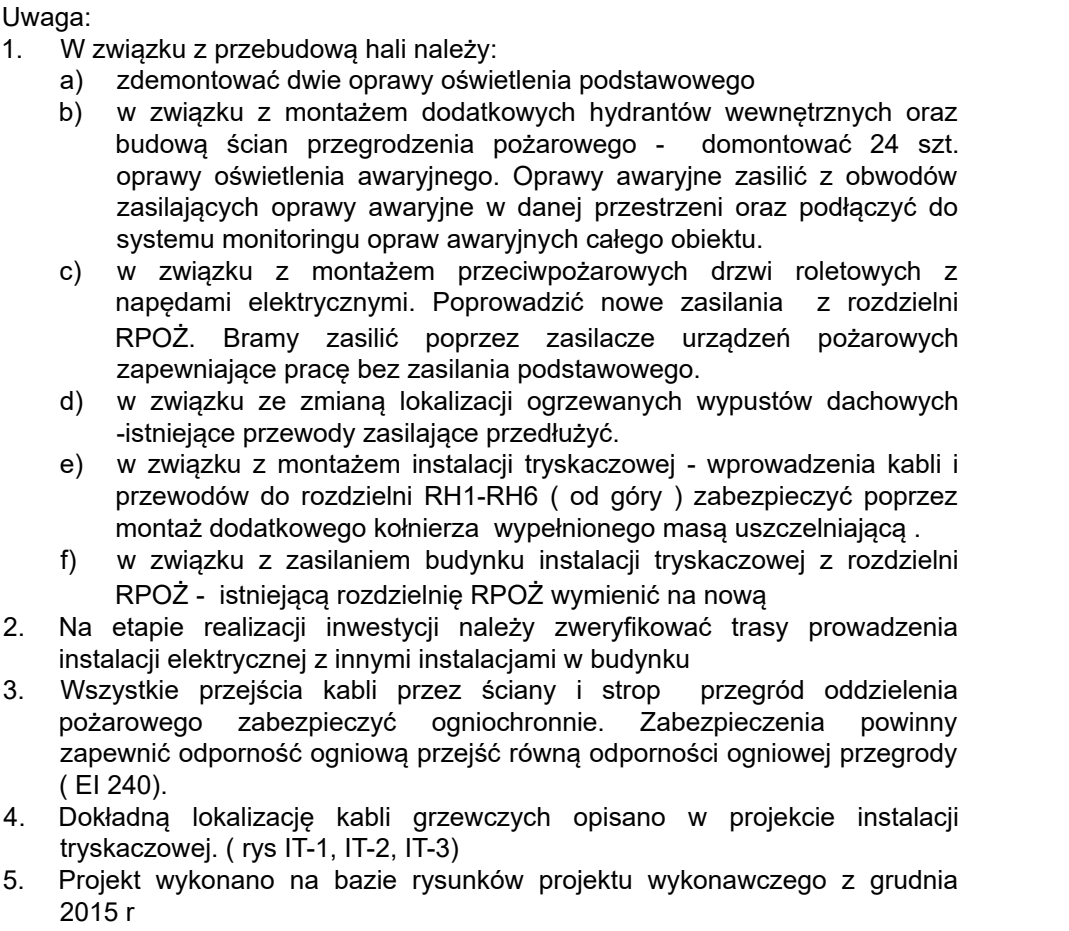 Uwaga:
1. W związku z przebudową hali należy:
a) zdemontować dwie oprawy oświetlenia podstawowego
b) w związku z montażem dodatkowych hydrantów wewnętrznych oraz
budową ścian przegrodzenia pożarowego - domontować 24 szt.
oprawy oświetlenia awaryjnego. Oprawy awaryjne zasilić z obwodów
zasilających oprawy awaryjne w danej przestrzeni oraz podłączyć do
systemu monitoringu opraw awaryjnych całego obiektu.
c) w związku z montażem przeciwpożarowych drzwi roletowych z
napędami elektrycznymi. Poprowadzić nowe zasilania z rozdzielni
RPOŻ. Bramy zasilić poprzez zasilacze urządzeń pożarowych
zapewniające pracę bez zasilania podstawowego.
d) w związku ze zmianą lokalizacji ogrzewanych wypustów dachowych
-istniejące przewody zasilające przedłużyć.
e) w związku z montażem instalacji tryskaczowej - wprowadzenia kabli i
przewodów do rozdzielni RH1-RH6 ( od góry ) zabezpieczyć poprzez
montaż dodatkowego kołnierza wypełnionego masą uszczelniającą .
f) w związku z zasilaniem budynku instalacji tryskaczowej z rozdzielni
RPOŻ - istniejącą rozdzielnię RPOŻ wymienić na nową
2. Na etapie realizacji inwestycji należy zweryfikować trasy prowadzenia
instalacji elektrycznej z innymi instalacjami w budynku
3. Wszystkie przejścia kabli przez ściany i strop przegród oddzielenia
pożarowego zabezpieczyć ogniochronnie. Zabezpieczenia powinny
zapewnić odporność ogniową przejść równą odporności ogniowej przegrody
( EI 240).
4. Dokładną lokalizację kabli grzewczych opisano w projekcie instalacji
tryskaczowej. ( rys IT-1, IT-2, IT-3)
5. Projekt wykonano na bazie rysunków projektu wykonawczego z grudnia
2015 r